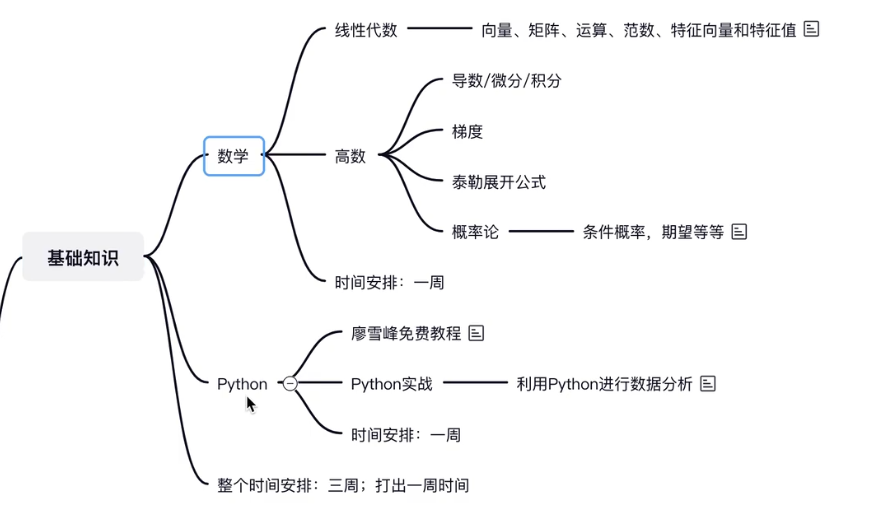 线性代数
向量、矩阵、运算、范数、特征向量和特征值
导数/微分/积分
梯度
数学
高数
泰勒展开公式
概率论
条件概率，期望等等
基础知识
时间安排：一周
廖雪峰免费教程
Python
Python实战
利用Python进行数据分析
时间安排：一周
整个时间安排：三周；打出一周时间